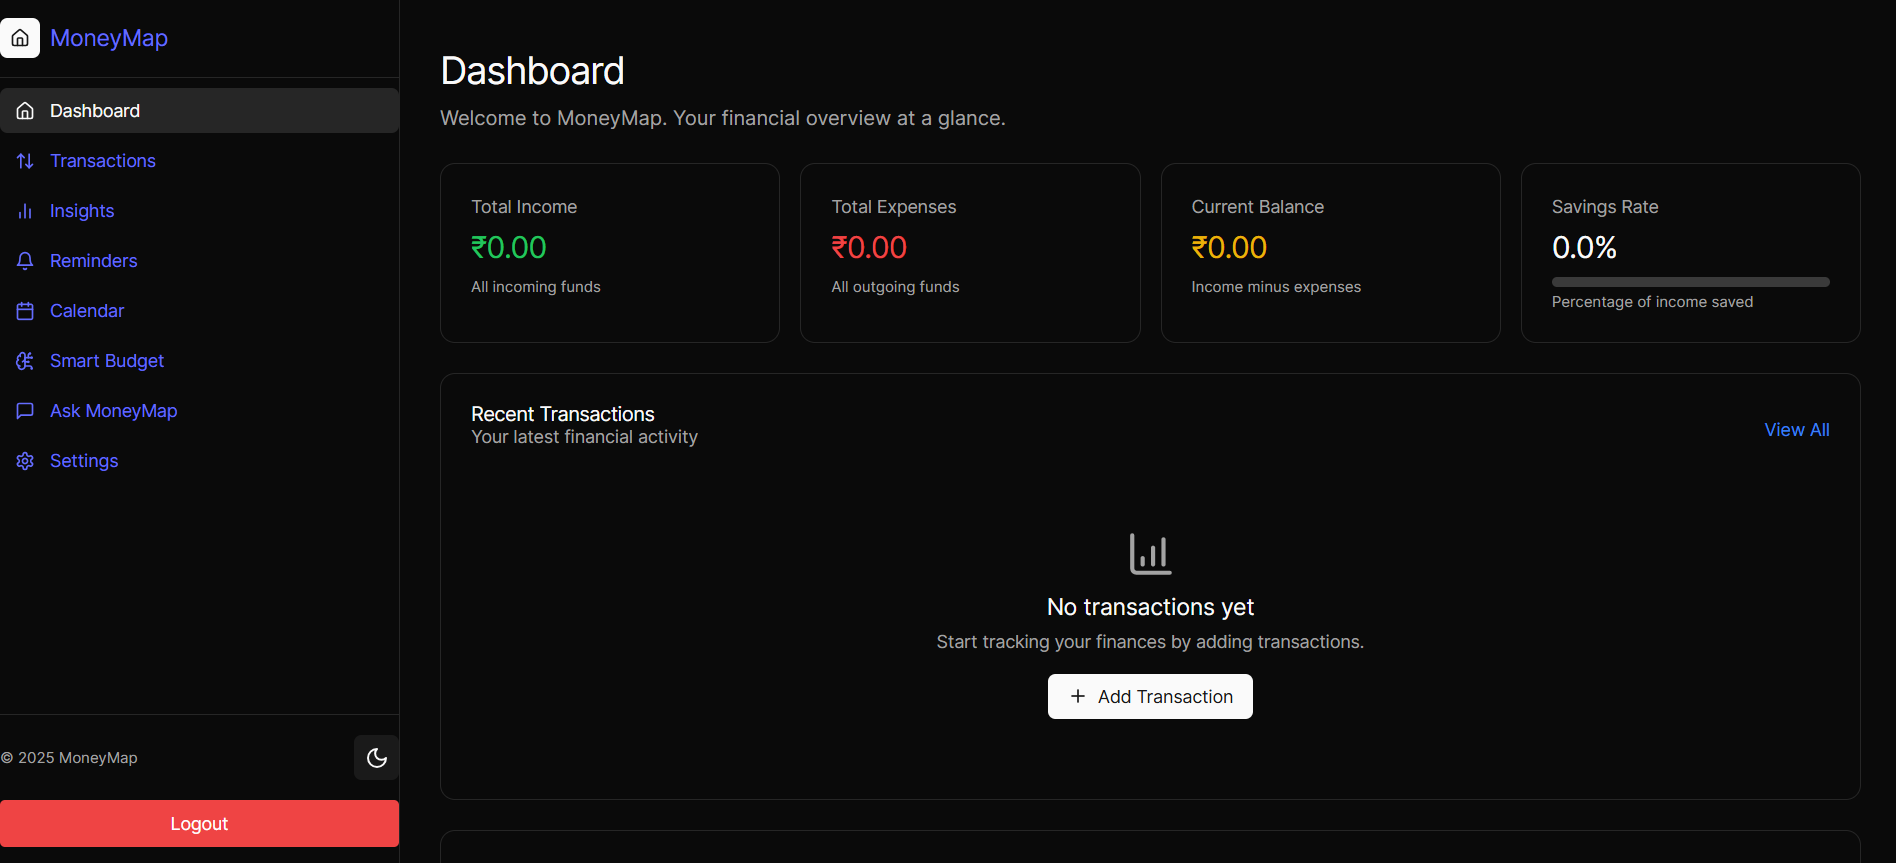 MoneyMap
Dashboard
Transactions
Insights
Reminders
Calendar
Smart Budget
Ask MoneyMap
Settings
© 2025 MoneyMap
Logout
Dashboard
Welcome to MoneyMap. Your financial overview at a glance.
Total Income
₹0.00
All incoming funds
Total Expenses
₹0.00
All outgoing funds
Current Balance
₹0.00
Income minus expenses
Savings Rate
0.0%
Percentage of income saved
Recent Transactions
Your latest financial activity
View All
No transactions yet
Start tracking your finances by adding transactions.
Add Transaction